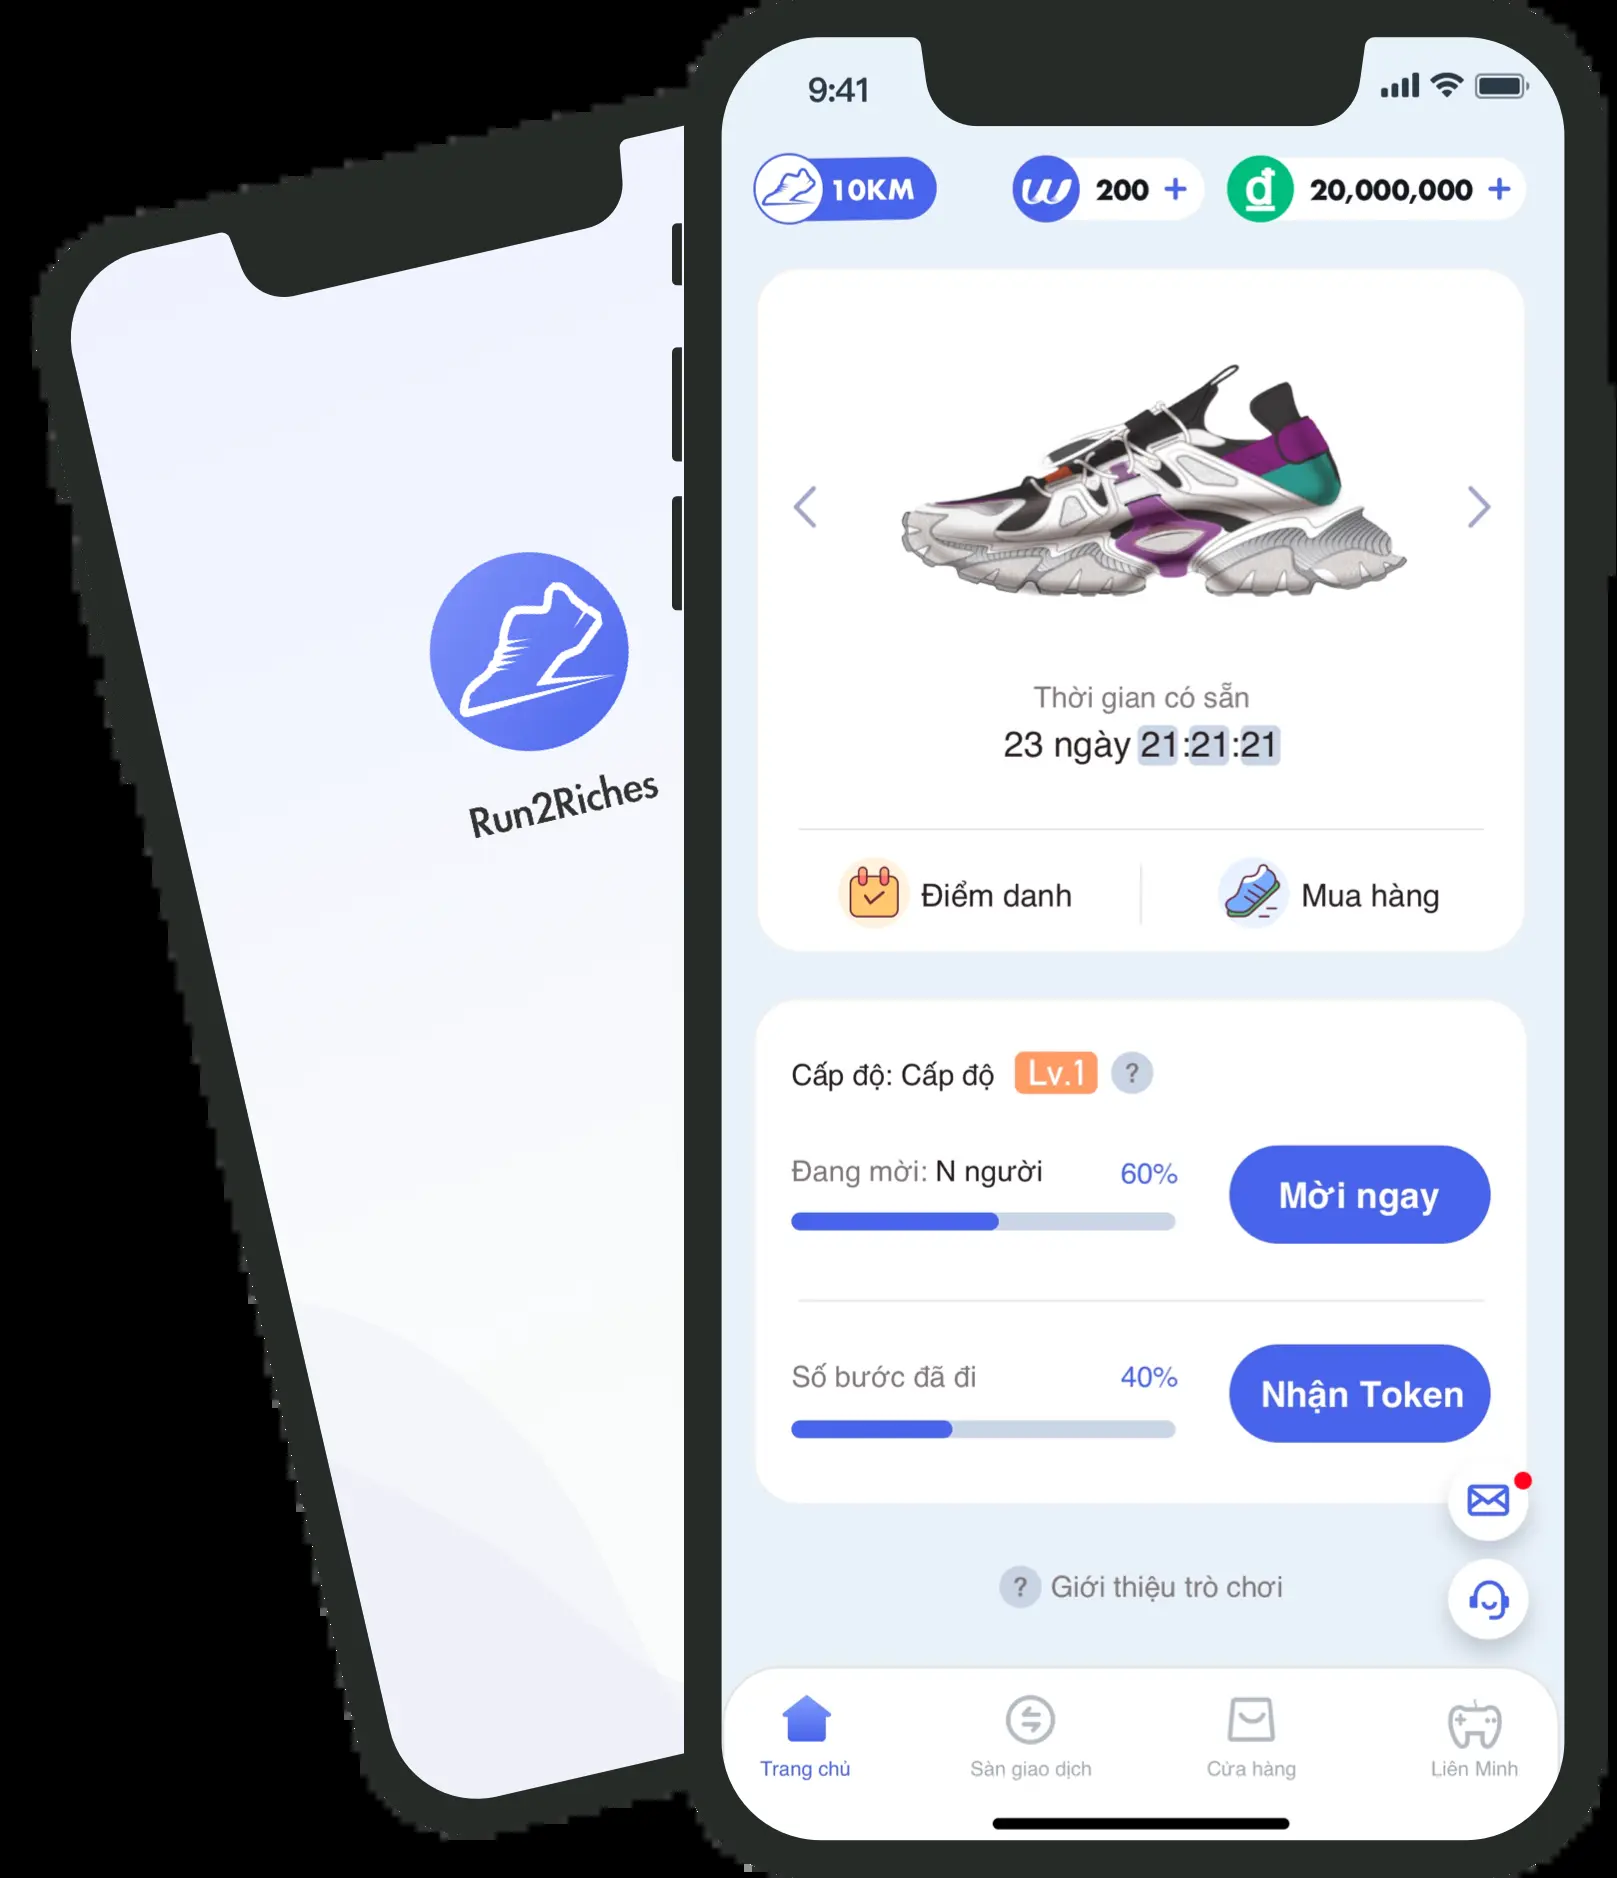 Run2Riches
9:41
10KM
200 +
20,000,000 +
Thời gian có sẵn
23 ngày 21:21:21
Điểm danh
Mua hàng
Cấp độ: Cấp độ Lv.1 ?
Đang mời: N người 60%
Mời ngay
Số bước đã đi 40%
Nhận Token
? Giới thiệu trò chơi
Trang chủ
Sàn giao dịch
Cửa hàng
Liên Minh